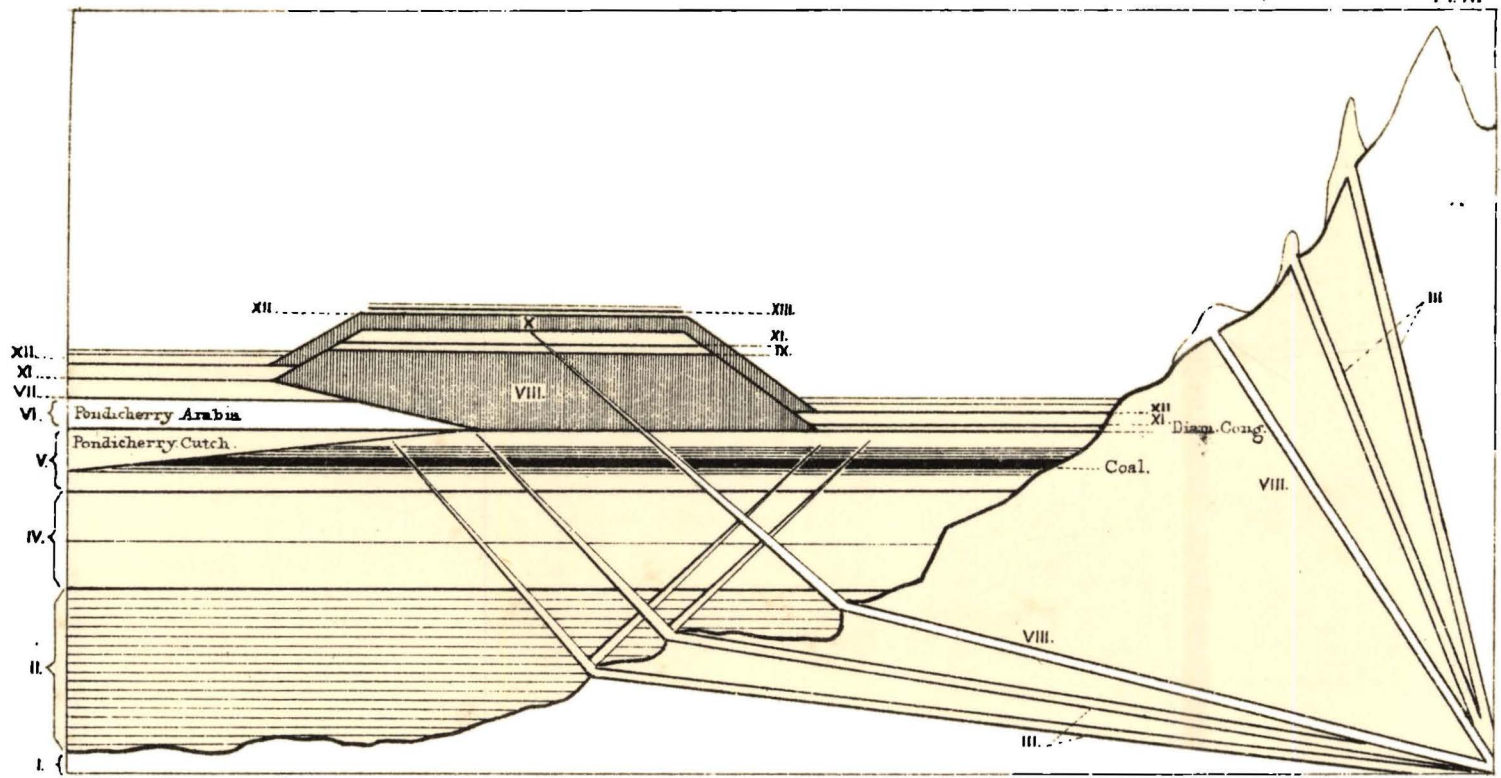 XII.
XIII.
X
XI.
IX.
XII.
XI
VII.
VIII.
VI.
Pondicherry Arabia
Pondicherry Cutch.
V.
XII
XI.
Diam. Cong.
Coal.
III
VIII.
IV.
II.
VIII.
III.
I.